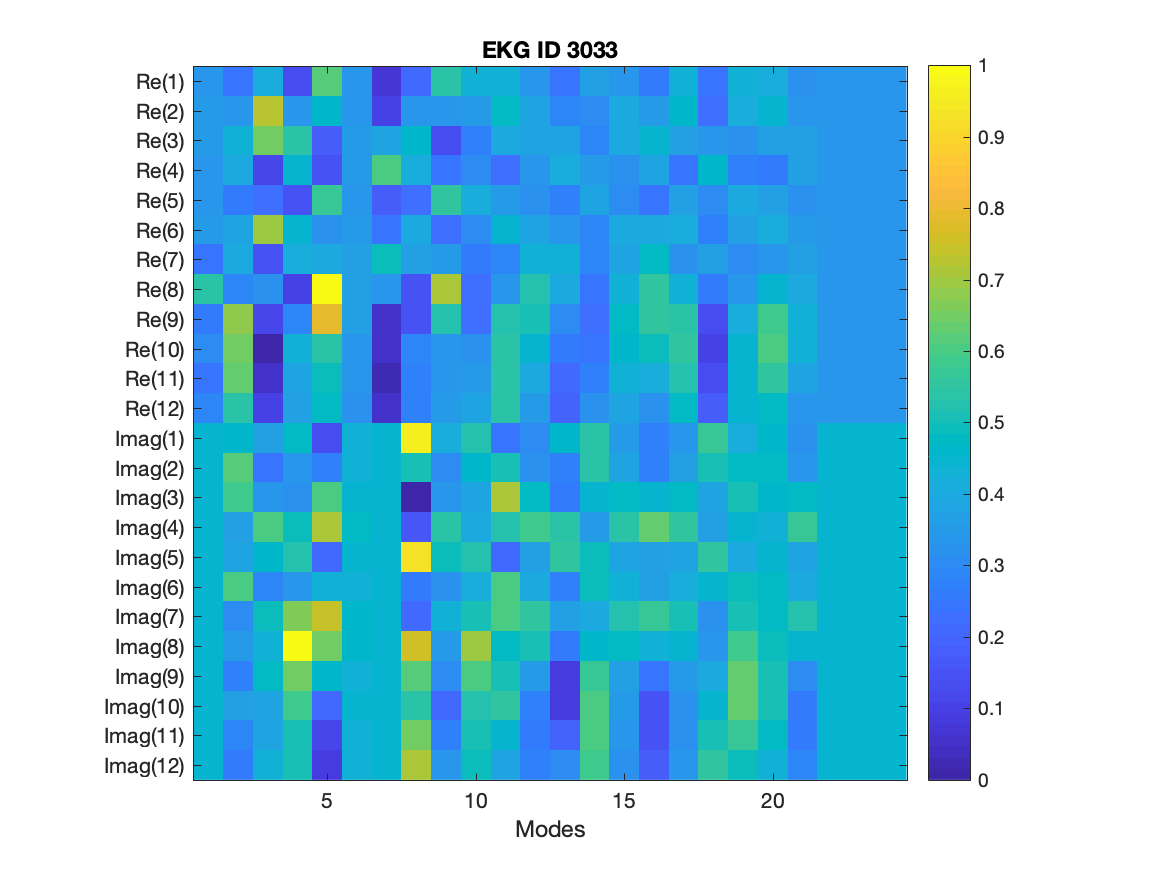 EKG ID 3033
Re(1)
Re(2)
Re(3)
Re(4)
Re(5)
Re(6)
Re(7)
Re(8)
Re(9)
Re(10)
Re(11)
Re(12)
Imag(1)
Imag(2)
Imag(3)
Imag(4)
Imag(5)
Imag(6)
Imag(7)
Imag(8)
Imag(9)
Imag(10)
Imag(11)
Imag(12)
5 10 15 20
Modes
1
0.9
0.8
0.7
0.6
0.5
0.4
0.3
0.2
0.1
0